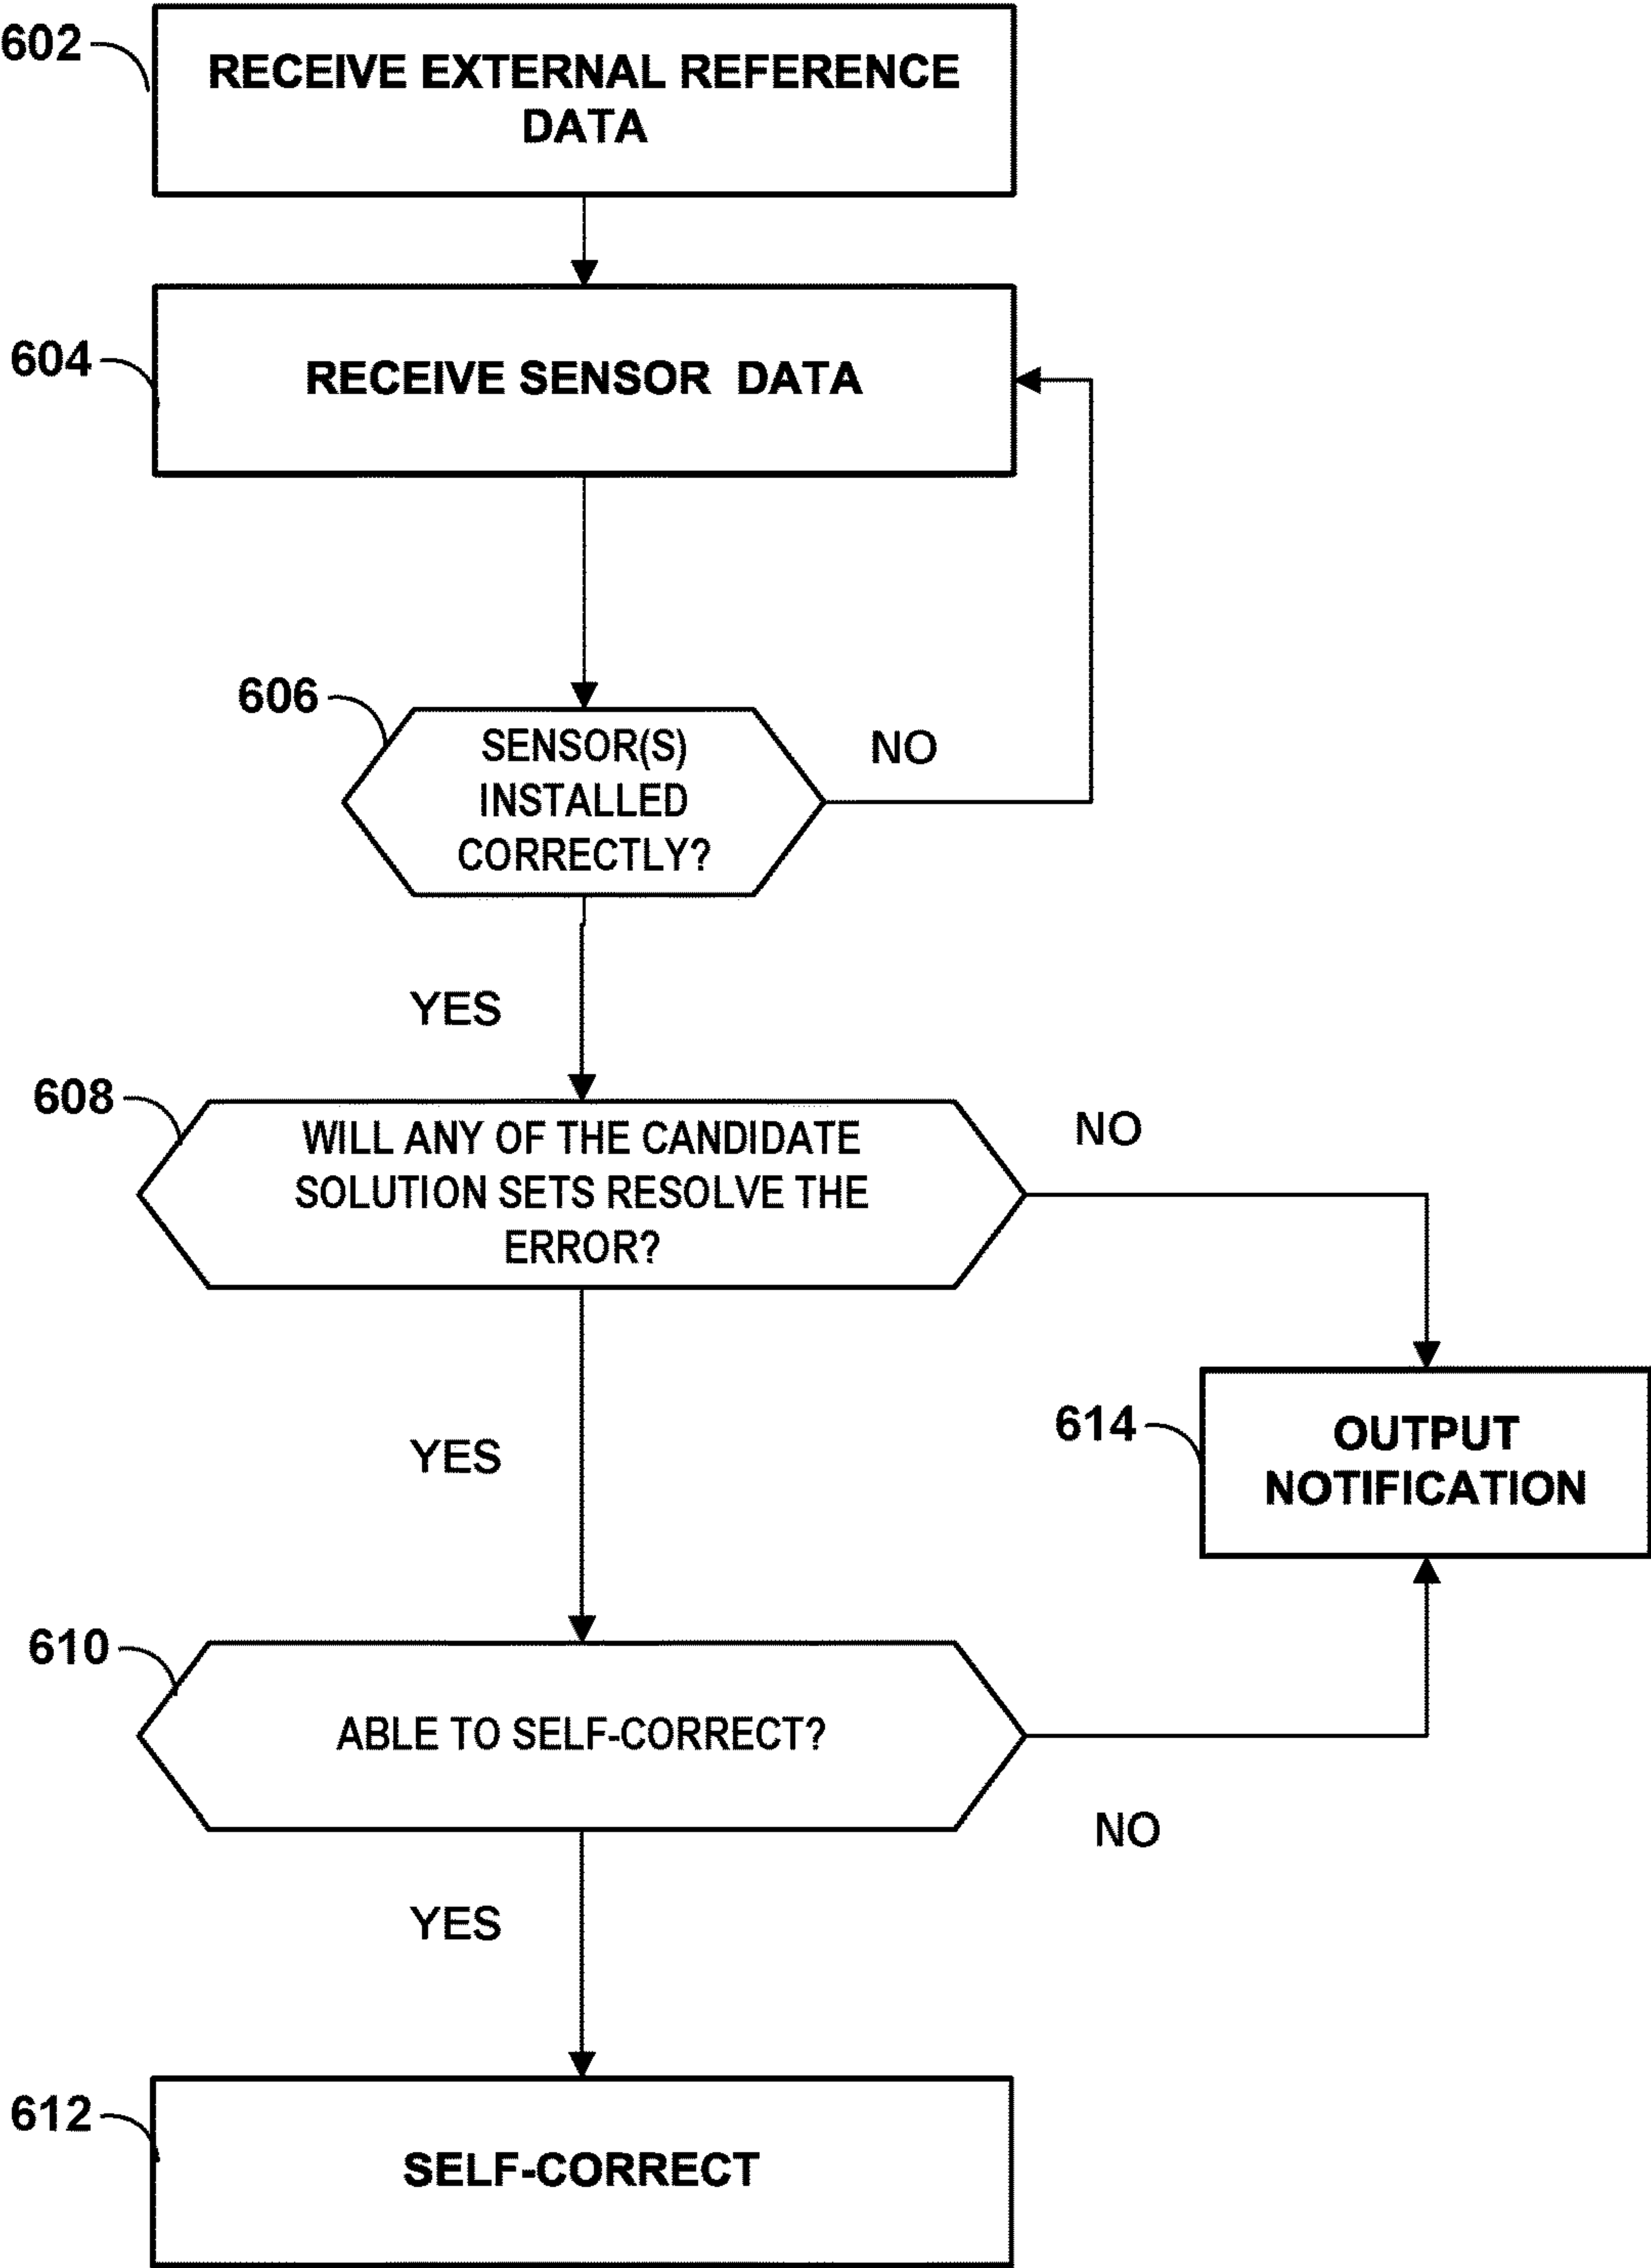 602
RECEIVE EXTERNAL REFERENCE
DATA
604
RECEIVE SENSOR DATA
606
SENSOR(S)
INSTALLED
CORRECTLY?
NO
YES
608
WILL ANY OF THE CANDIDATE
SOLUTION SETS RESOLVE THE
ERROR?
NO
YES
614
OUTPUT
NOTIFICATION
610
ABLE TO SELF-CORRECT?
NO
YES
612
SELF-CORRECT